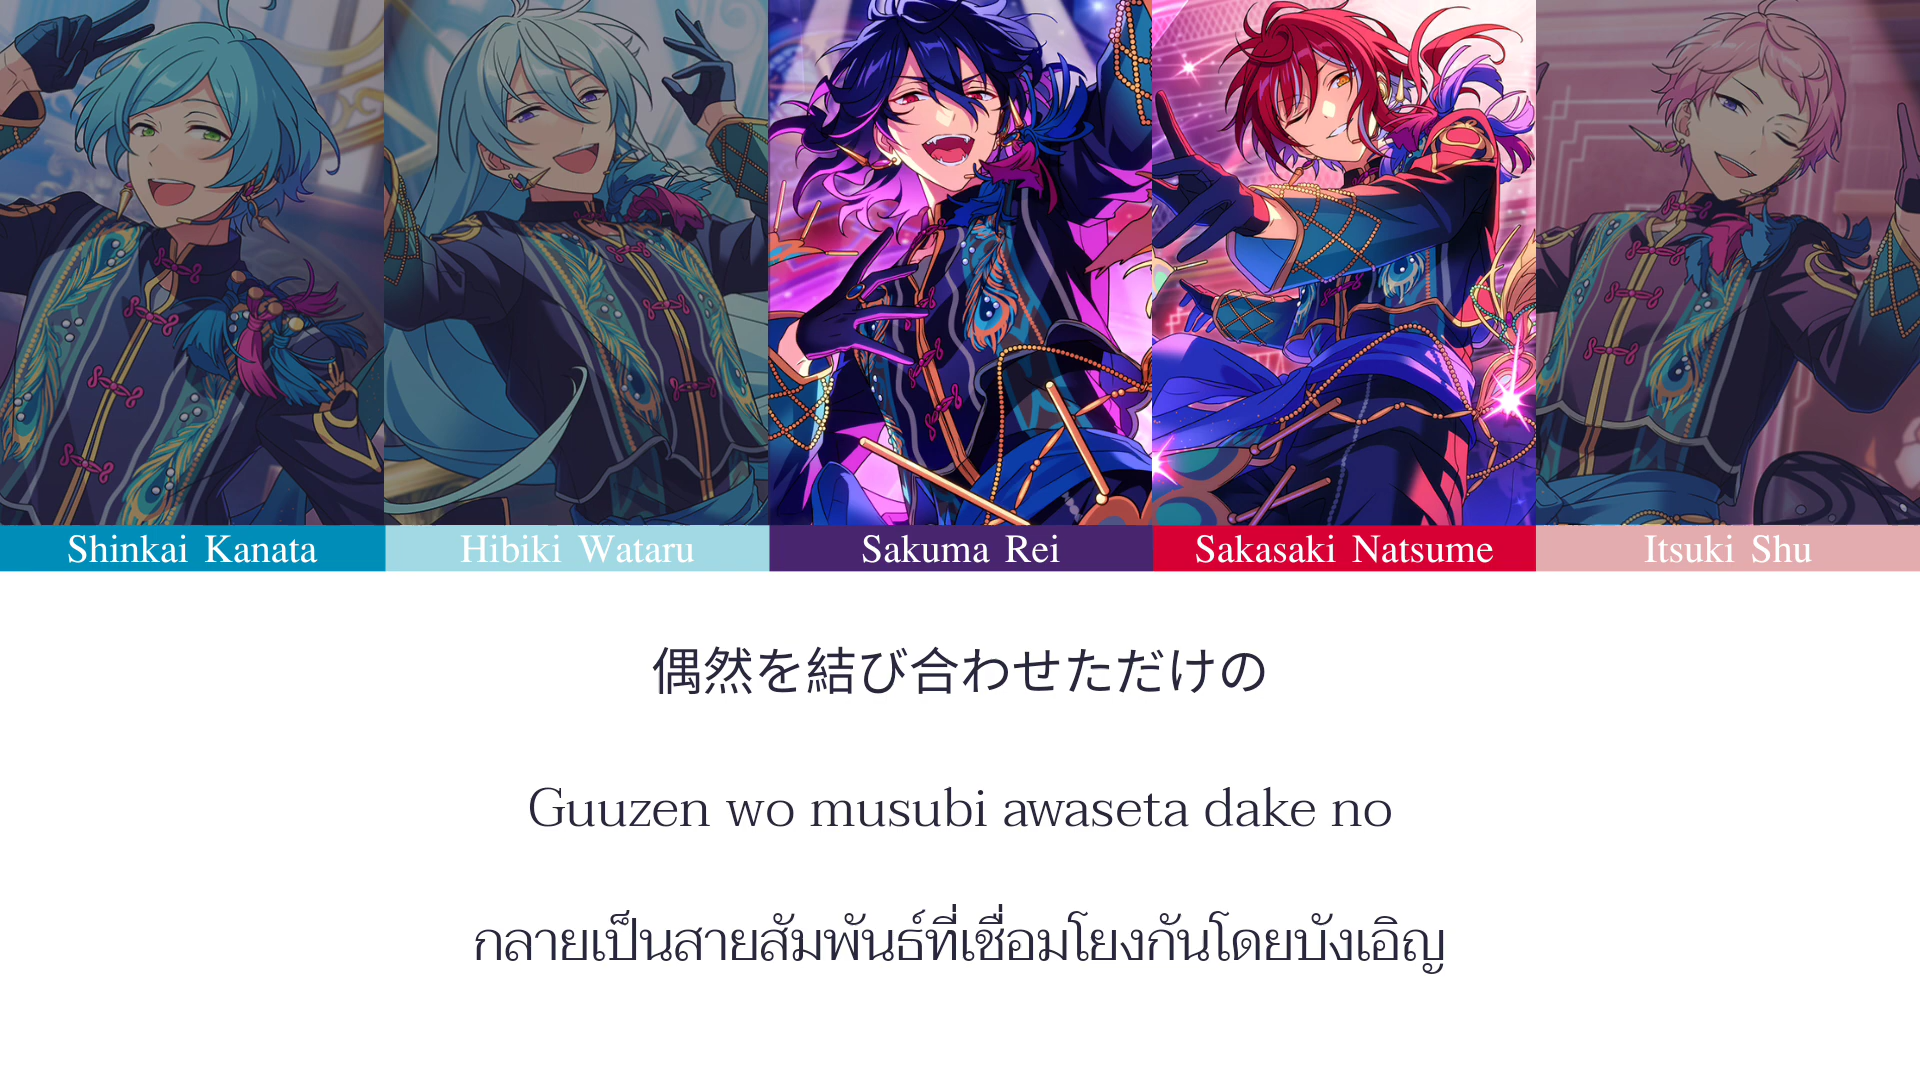 Shinkai Kanata
Hibiki Wataru
Sakuma Rei
Sakasaki Natsume
Itsuki Shu
偶然を結び合わせただけの
Guuzen wo musubi awaseta dake no
กลายเป็นสายสัมพันธ์ที่เชื่อมโยงกันโดยบังเอิญ